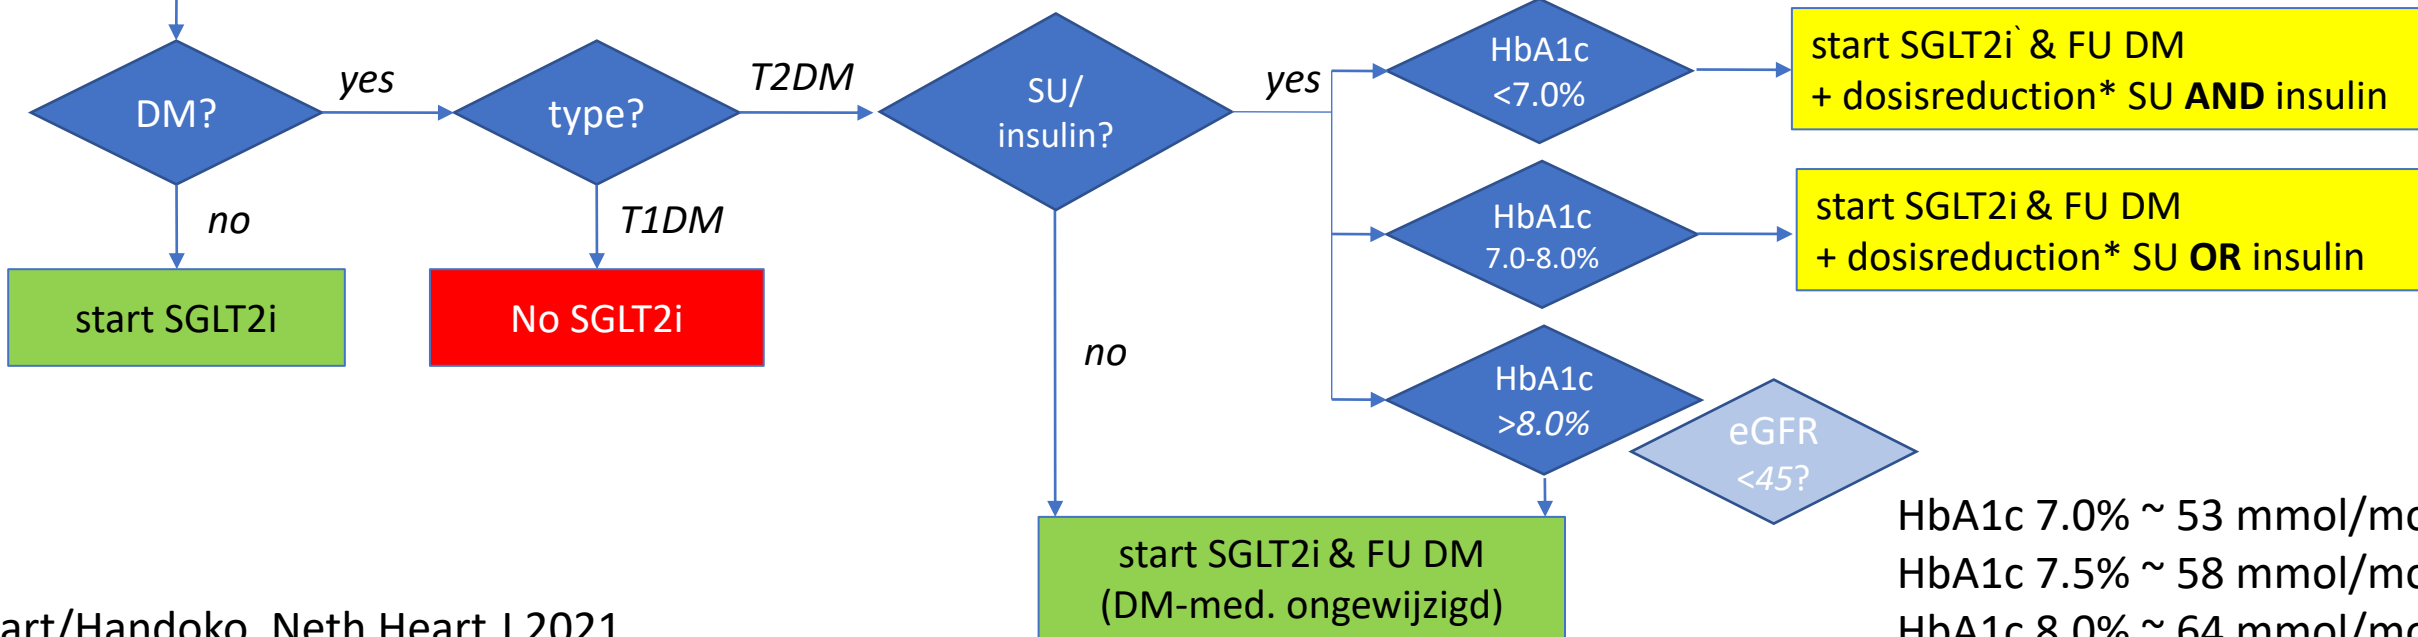 DM?
yes
type?
T2DM
SU/
insulin?
yes
HbA1c
<7.0%
start SGLT2i` & FU DM
+ dosisreduction* SU AND insulin
no
T1DM
HbA1c
7.0-8.0%
start SGLT2i & FU DM
+ dosisreduction* SU OR insulin
start SGLT2i
No SGLT2i
no
HbA1c
>8.0%
eGFR
<45?
start SGLT2i & FU DM
(DM-med. ongewijzigd)
HbA1c 7.0% ~ 53
HbA1c 7.5% ~ 58
HbA1c 8.0% ~ 64
art/Handoko, Neth Heart J 2021